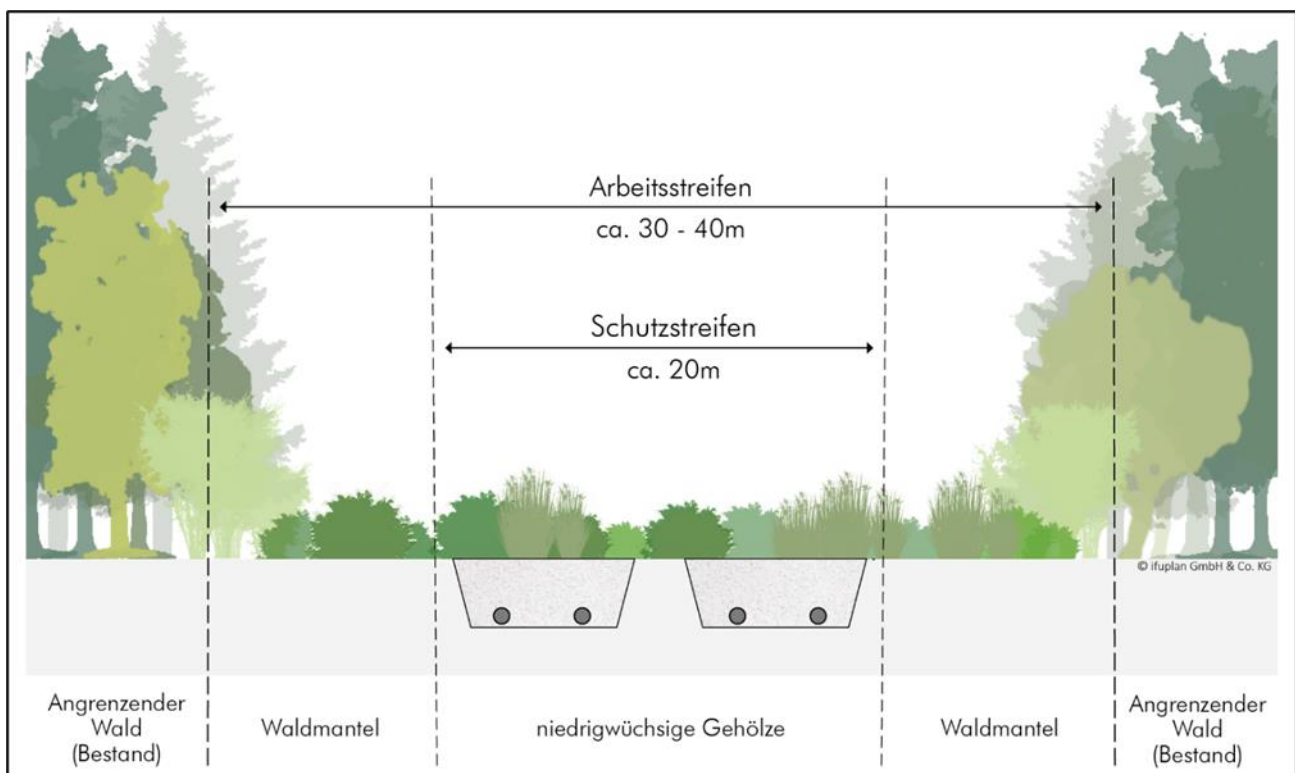 Arbeitsstreifen
ca. 30 - 40m
Schutzstreifen
ca. 20m
© ifuplan GmbH & Co. KG
Angrenzender
Wald
(Bestand)
Waldmantel
niedrigwüchsige Gehölze
Waldmantel
Angrenzender
Wald
(Bestand)